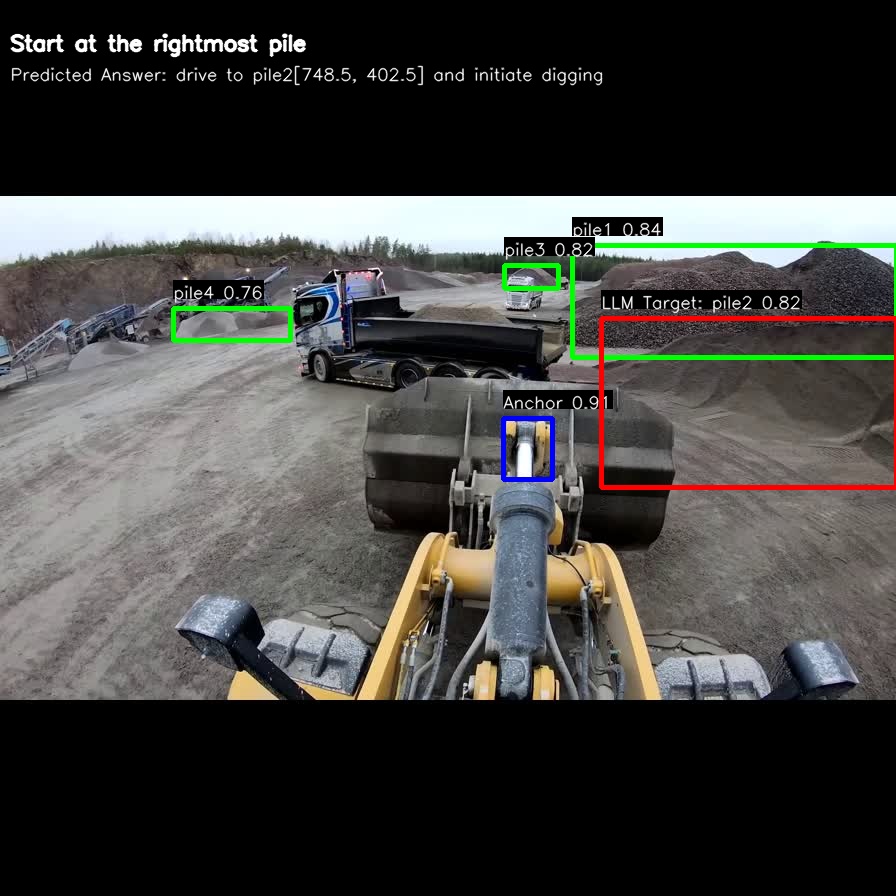 Start at the rightmost pile
Predicted Answer: drive to pile2[748.5, 402.5] and initiate digging
pile1 0.84
pile3 0.82
pile4 0.76
LLM Target: pile2 0.82
Anchor 0.91